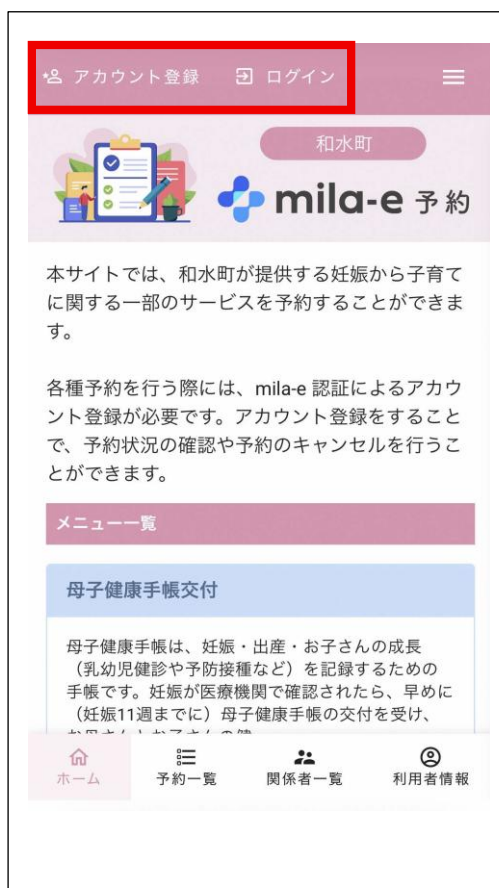 アカウント登録 ログイン
和水町
mila-e 予約
本サイトでは、和水町が提供する妊娠から子育て
に関する一部のサービスを予約することができま
す。
各種予約を行う際には、mila-e 認証によるアカウ
ント登録が必要です。アカウント登録をすること
で、予約状況の確認や予約のキャンセルを行うこ
とができます。
メニュー一覧
母子健康手帳交付
母子健康手帳は、妊娠・出産・お子さんの成長
（乳幼児健診や予防接種など）を記録するための
手帳です。妊娠が医療機関で確認されたら、早めに
（妊娠11週までに）母子健康手帳の交付を受け、
ホーム 予約一覧 関係者一覧 利用者情報